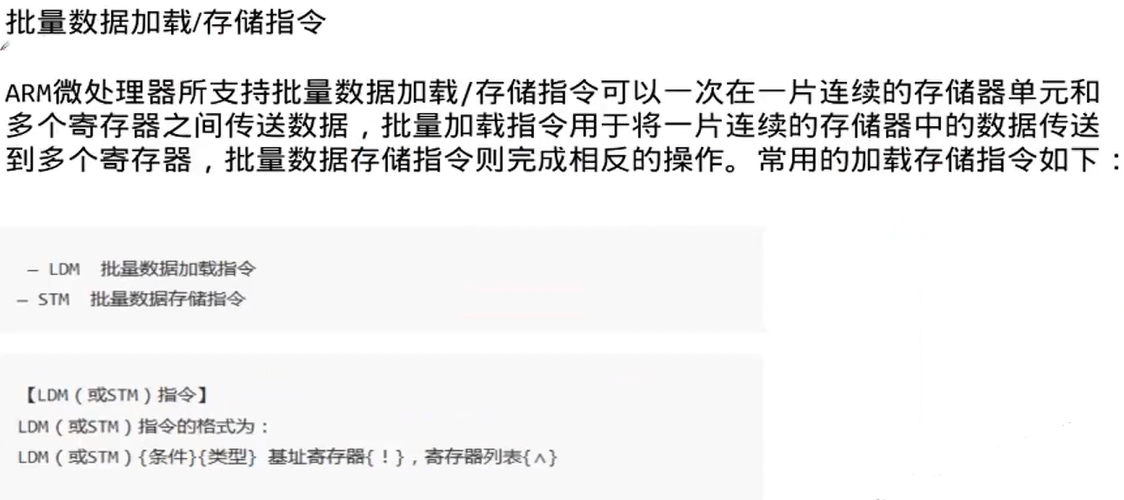 批量数据加载/存储指令
ARM微处理器所支持批量数据加载/存储指令可以一次在一片连续的存储器单元和
多个寄存器之间传送数据，批量加载指令用于将一片连续的存储器中的数据传送
到多个寄存器，批量数据存储指令则完成相反的操作。常用的加载存储指令如下：
— LDM 批量数据加载指令
— STM 批量数据存储指令
【LDM（或STM）指令】
LDM（或STM）指令的格式为：
LDM（或STM）{条件}{类型} 基址寄存器{！}，寄存器列表{∧}